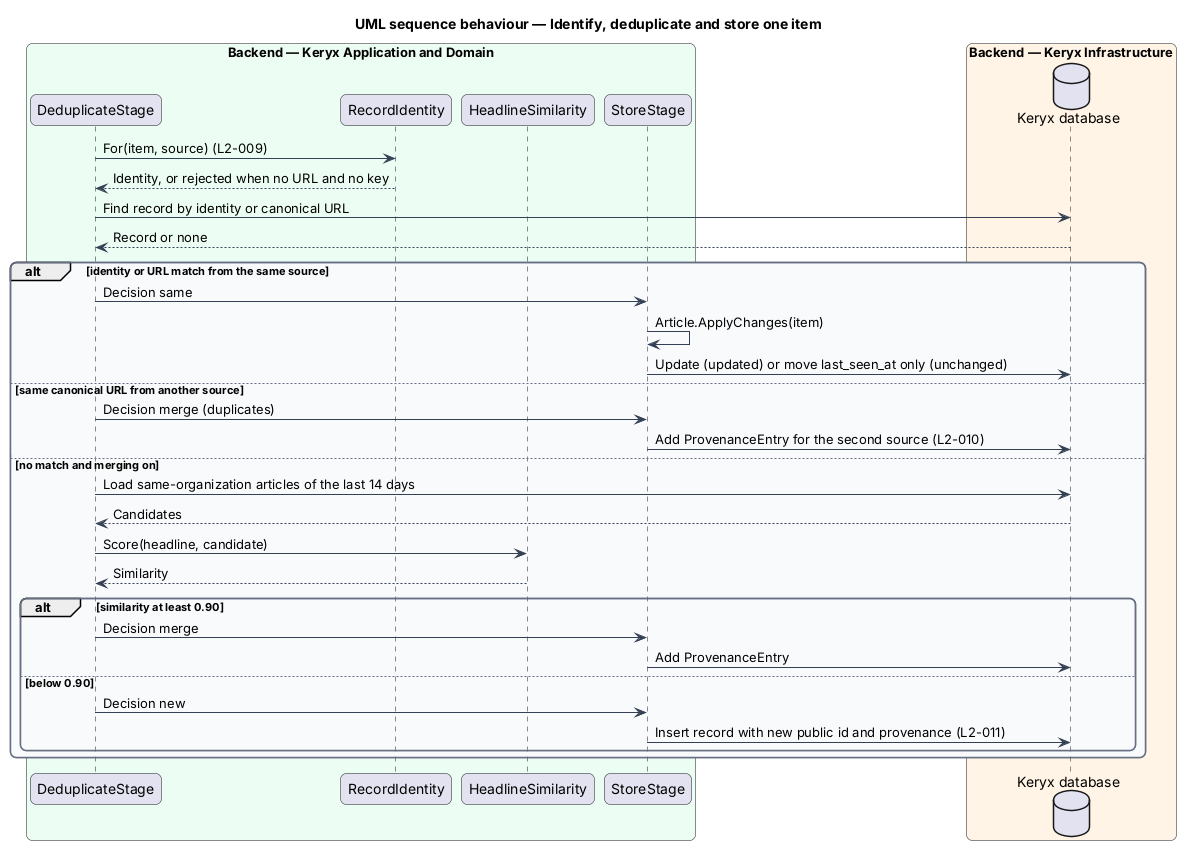 UML sequence behaviour — Identify, deduplicate and store one item
Backend — Keryx Application and Domain
Backend — Keryx Infrastructure
DeduplicateStage
RecordIdentity
HeadlineSimilarity
StoreStage
Keryx database
For(item, source) (L2-009)
Identity, or rejected when no URL and no key
Find record by identity or canonical URL
Record or none
alt
[identity or URL match from the same source]
Decision same
Article.ApplyChanges(item)
Update (updated) or move last_seen_at only (unchanged)
[same canonical URL from another source]
Decision merge (duplicates)
Add ProvenanceEntry for the second source (L2-010)
[no match and merging on]
Load same-organization articles of the last 14 days
Candidates
Score(headline, candidate)
Similarity
alt
[similarity at least 0.90]
Decision merge
Add ProvenanceEntry
[below 0.90]
Decision new
Insert record with new public id and provenance (L2-011)
DeduplicateStage
RecordIdentity
HeadlineSimilarity
StoreStage
Keryx database